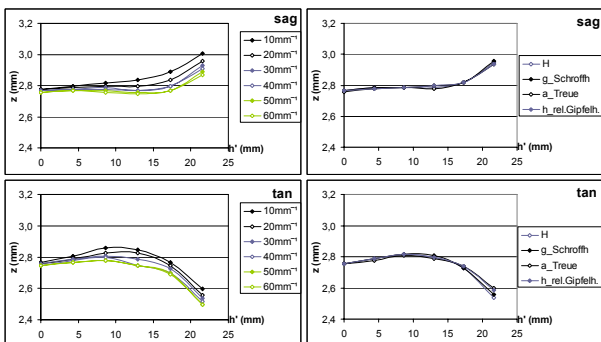 sag
3,2
3,0
2,8
2,6
2,4
z (mm)
0 5 10 15 20 25
h' (mm)
10mm⁻¹
20mm⁻¹
30mm⁻¹
40mm⁻¹
50mm⁻¹
60mm⁻¹
sag
3,2
3,0
2,8
2,6
2,4
z (mm)
0 5 10 15 20 25
h' (mm)
H
g_Schroffh
a_Treue
h_rel.Gipfelh.
tan
3,2
3,0
2,8
2,6
2,4
z (mm)
0 5 10 15 20 25
h' (mm)
10mm⁻¹
20mm⁻¹
30mm⁻¹
40mm⁻¹
50mm⁻¹
60mm⁻¹
tan
3,2
3,0
2,8
2,6
2,4
z (mm)
0 5 10 15 20 25
h' (mm)
H
g_Schroffh
a_Treue
h_rel.Gipfelh.